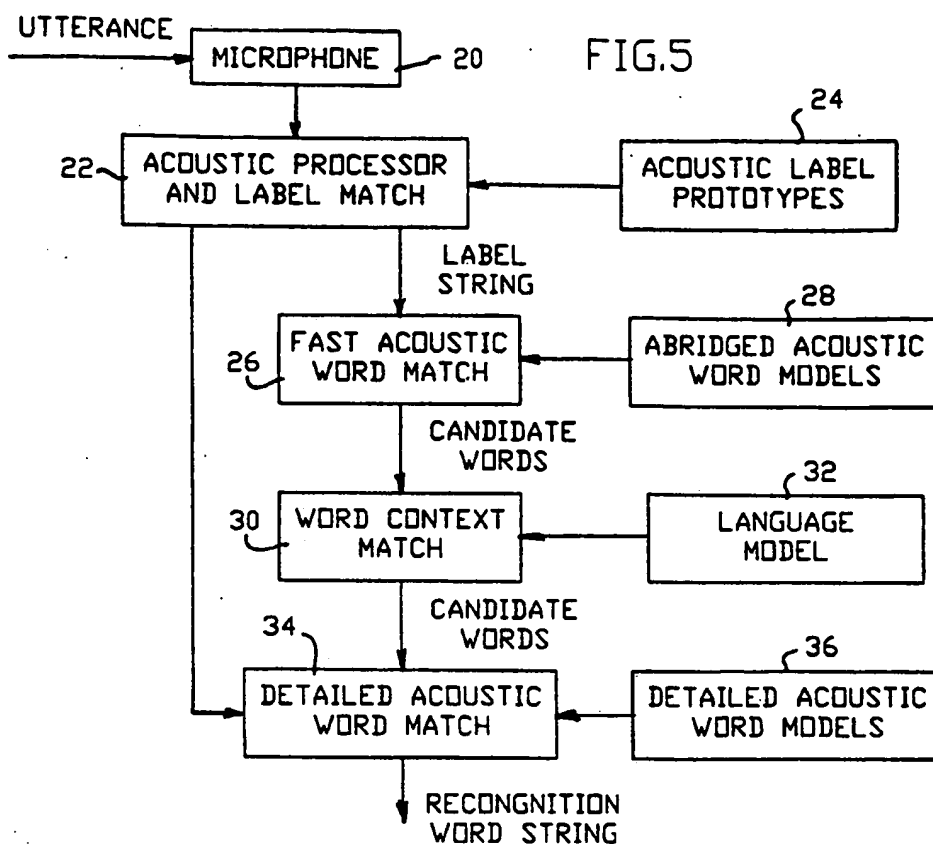 UTTERANCE
MICROPHONE
20
FIG.5
24
22
ACOUSTIC PROCESSOR
AND LABEL MATCH
ACOUSTIC LABEL
PROTOTYPES
LABEL
STRING
28
26
FAST ACOUSTIC
WORD MATCH
ABRIDGED ACOUSTIC
WORD MODELS
CANDIDATE
WORDS
32
30
WORD CONTEXT
MATCH
LANGUAGE
MODEL
CANDIDATE
WORDS
34
36
DETAILED ACOUSTIC
WORD MATCH
DETAILED ACOUSTIC
WORD MODELS
RECONGNITION
WORD STRING